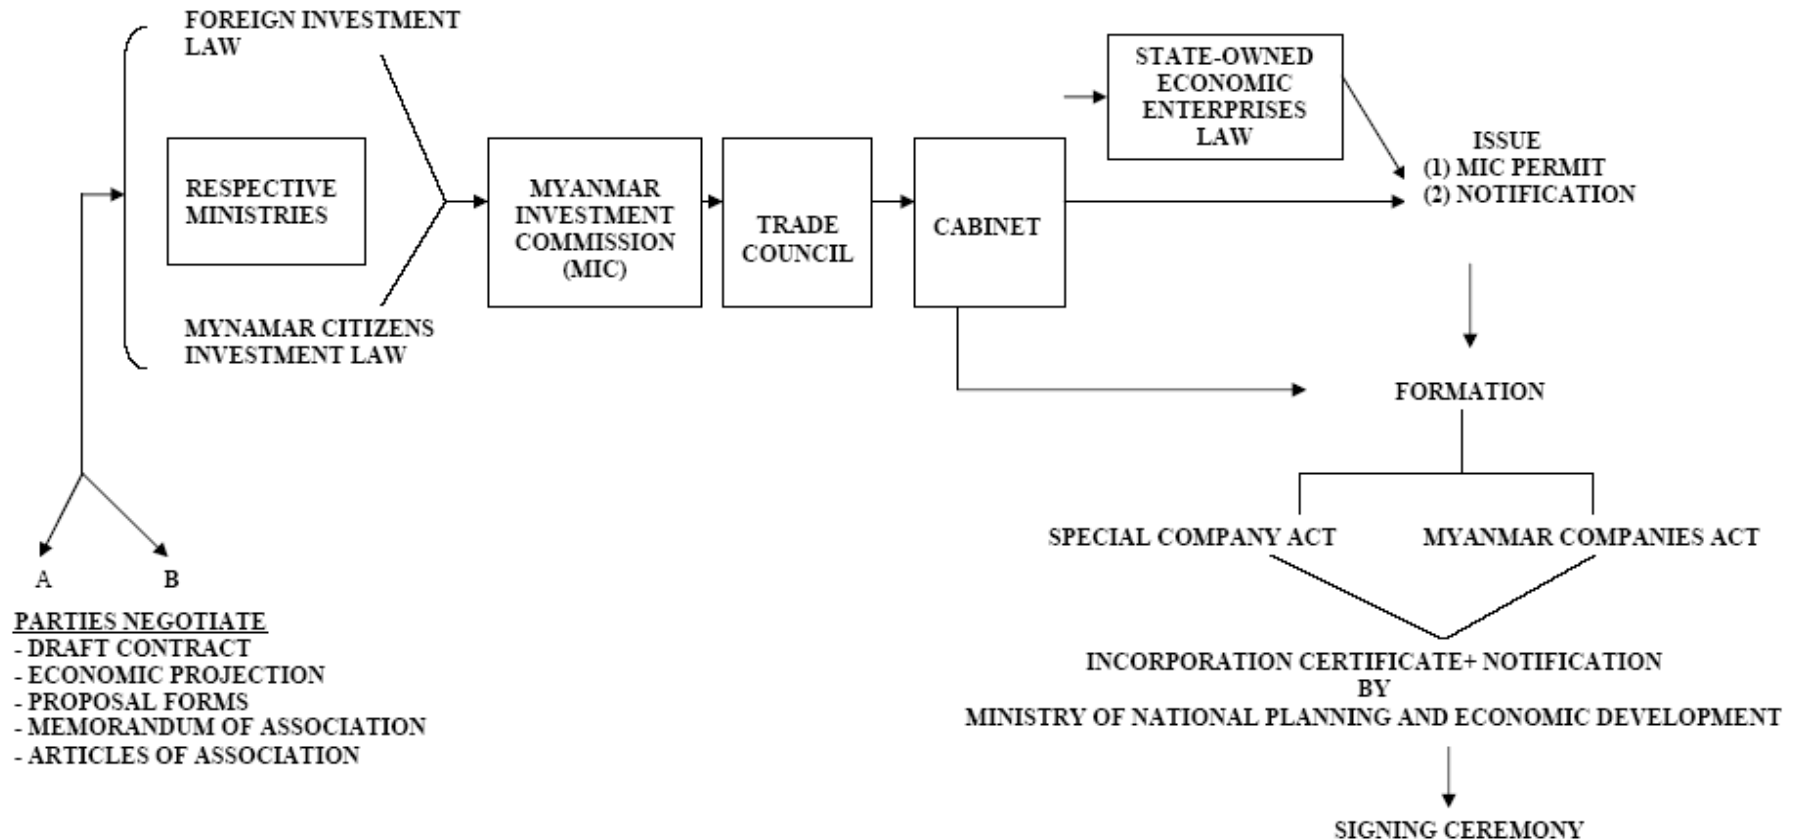 FOREIGN INVESTMENT
LAW
RESPECTIVE
MINISTRIES
MYNAMAR CITIZENS
INVESTMENT LAW
MYANMAR
INVESTMENT
COMMISSION
(MIC)
TRADE
COUNCIL
CABINET
STATE-OWNED
ECONOMIC
ENTERPRISES
LAW
ISSUE
(1) MIC PERMIT
(2) NOTIFICATION
FORMATION
SPECIAL COMPANY ACT
MYANMAR COMPANIES ACT
INCORPORATION CERTIFICATE+ NOTIFICATION
BY
MINISTRY OF NATIONAL PLANNING AND ECONOMIC DEVELOPMENT
SIGNING CEREMONY
A
B
PARTIES NEGOTIATE
- DRAFT CONTRACT
- ECONOMIC PROJECTION
- PROPOSAL FORMS
- MEMORANDUM OF ASSOCIATION
- ARTICLES OF ASSOCIATION